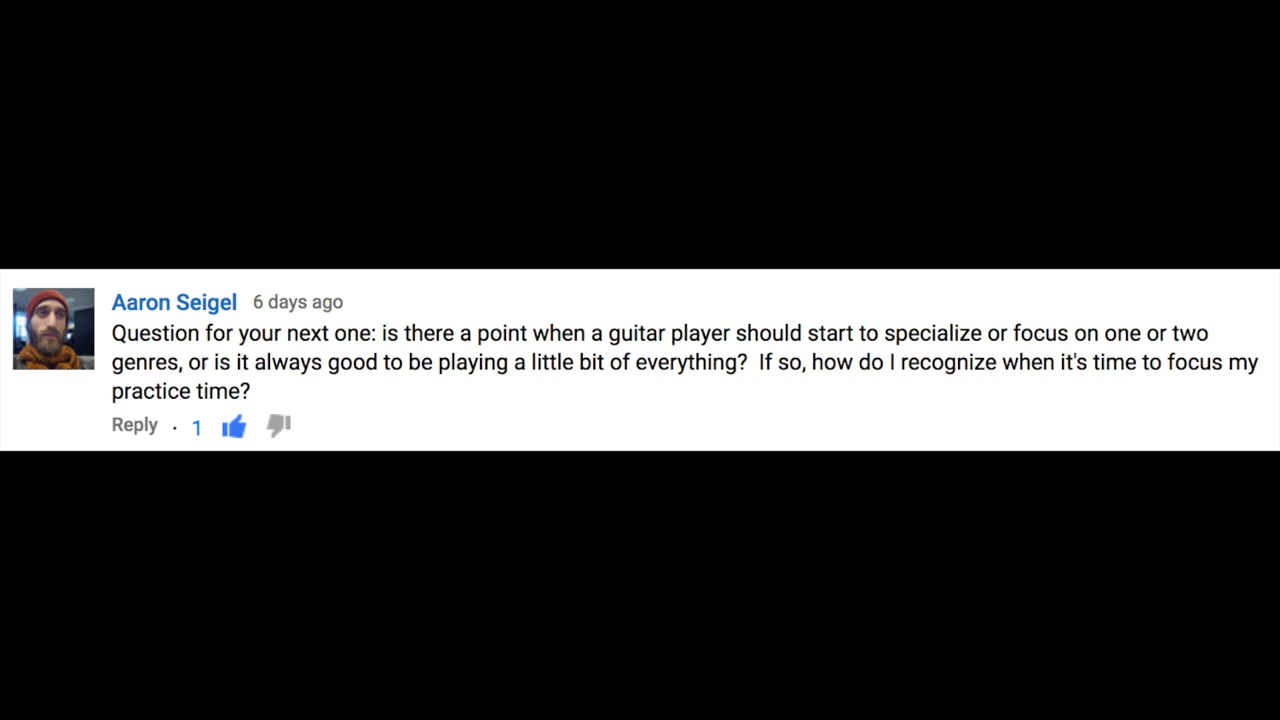 Aaron Seigel 6 days ago
Question for your next one: is there a point when a guitar player should start to specialize or focus on one or two
genres, or is it always good to be playing a little bit of everything?  If so, how do I recognize when it's time to focus my
practice time?
Reply · 1